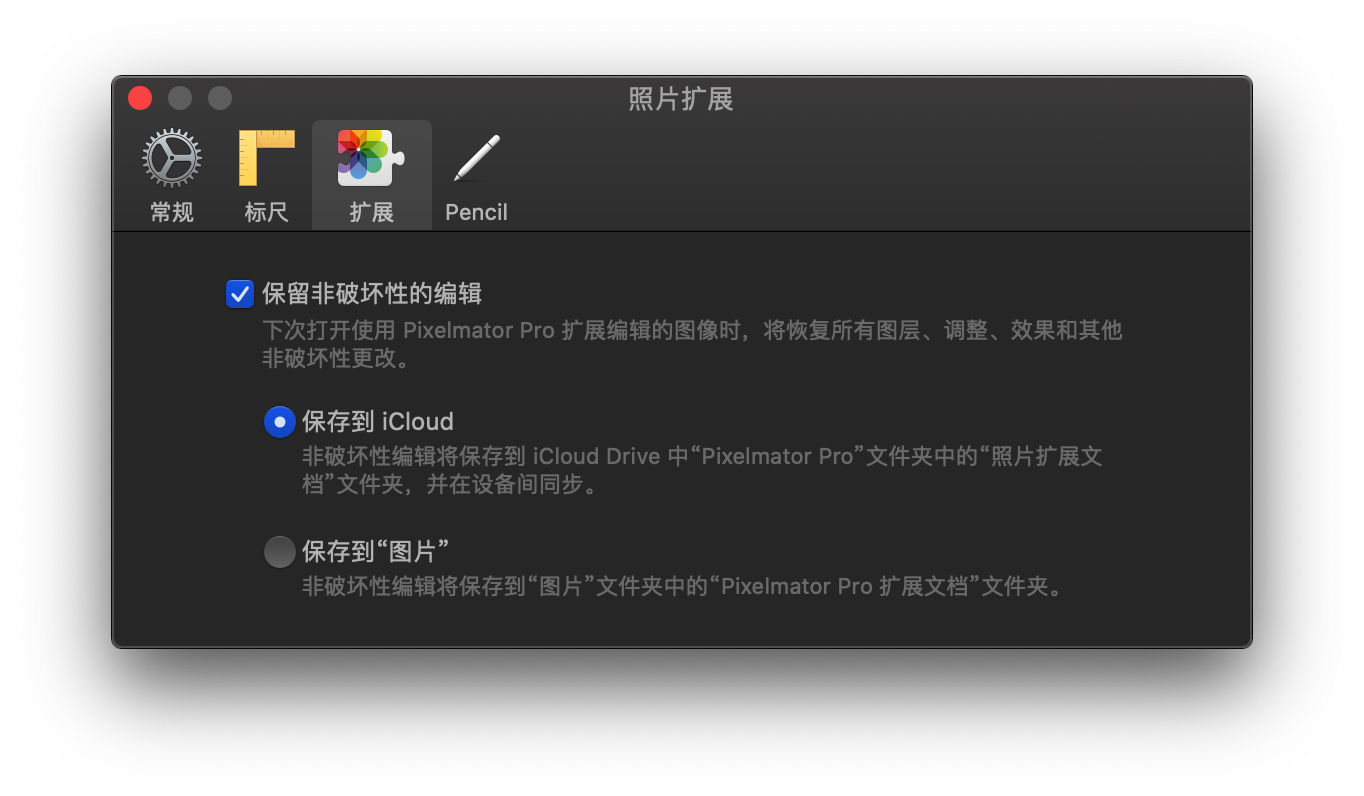 照片扩展
常规 标尺 扩展 Pencil
保留非破坏性的编辑
下次打开使用 Pixelmator Pro 扩展编辑的图像时，将恢复所有图层、调整、效果和其他
非破坏性更改。
保存到 iCloud
非破坏性编辑将保存到 iCloud Drive 中“Pixelmator Pro”文件夹中的“照片扩展文
档”文件夹，并在设备间同步。
保存到“图片”
非破坏性编辑将保存到“图片”文件夹中的“Pixelmator Pro 扩展文档”文件夹。